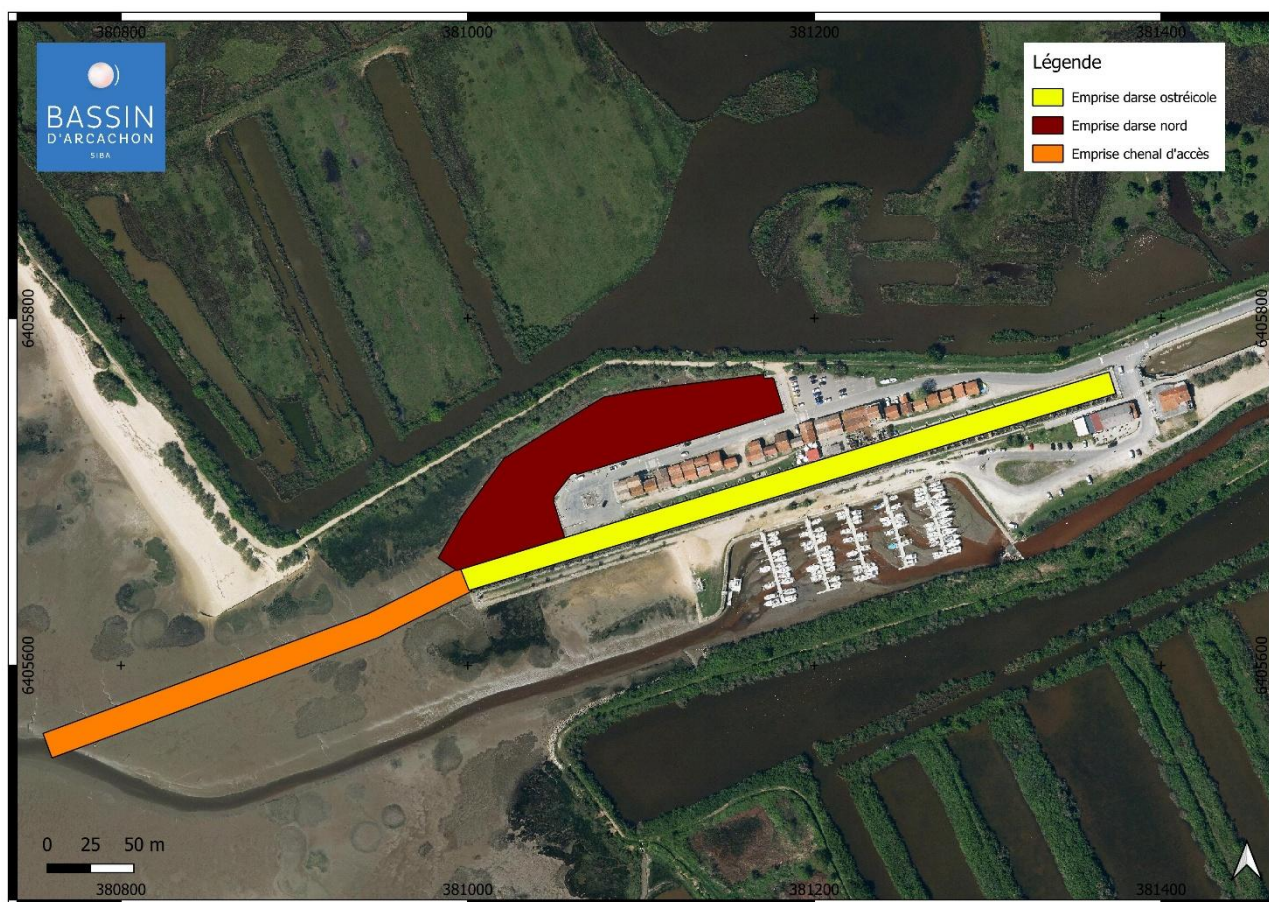 380800
381000
381200
381400
BASSIN
D'ARCACHON
SIBA
Légende
Emprise darse ostréicole
Emprise darse nord
Emprise chenal d'accès
6405800
6405800
6405600
6405600
0 25 50 m
380800
381000
381200
381400